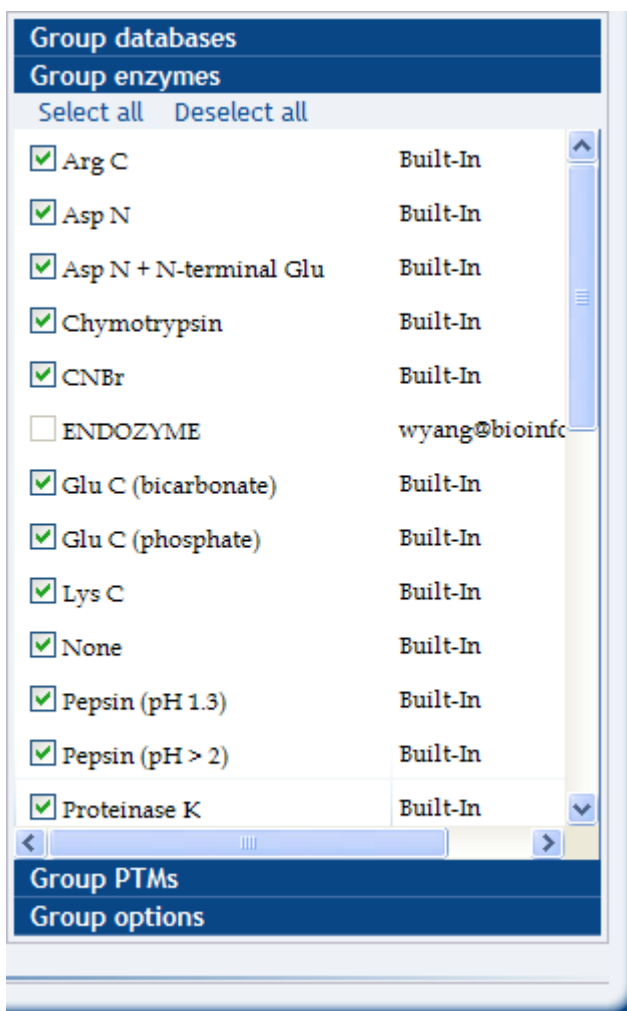 Group databases
Group enzymes
Select all Deselect all
Arg C Built-In
Asp N Built-In
Asp N + N-terminal Glu Built-In
Chymotrypsin Built-In
CNBr Built-In
ENDOZYME wyang@bioinfo
Glu C (bicarbonate) Built-In
Glu C (phosphate) Built-In
Lys C Built-In
None Built-In
Pepsin (pH 1.3) Built-In
Pepsin (pH > 2) Built-In
Proteinase K Built-In
Group PTMs
Group options